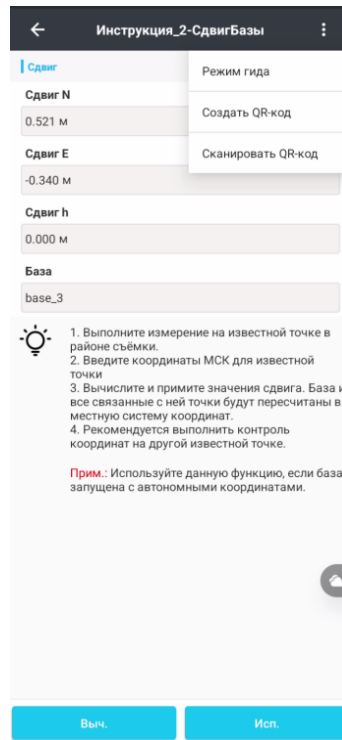 Инструкция_2-СдвигБазы
Сдвиг
Режим гида
Сдвиг N
0.521 м
Создать QR-код
Сдвиг E
Сканировать QR-код
-0.340 м
Сдвиг h
0.000 м
База
base_3
1. Выполните измерение на известной точке в
районе съёмки.
2. Введите координаты МСК для известной
точки
3. Вычислите и примите значения сдвига. База и
все связанные с ней точки будут пересчитаны в
местную систему координат.
4. Рекомендуется выполнить контроль
координат на другой известной точке.
Прим.: Используйте данную функцию, если база
запущена с автономными координатами.
Выч.
Исп.